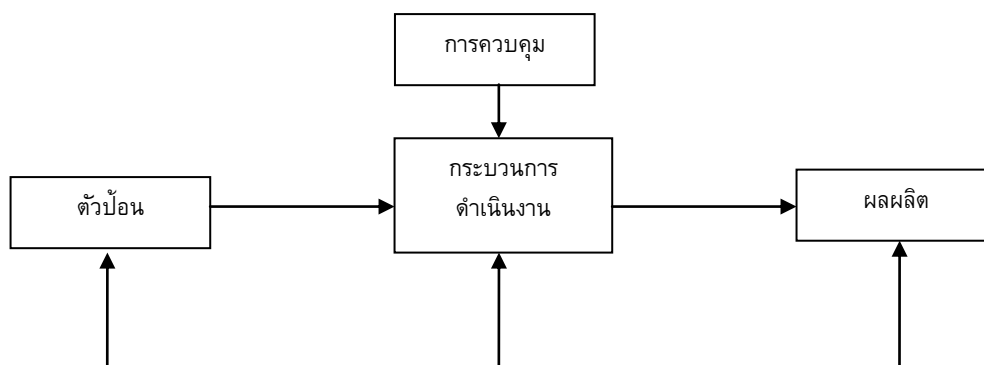 การควบคุม
กระบวนการ
ดำเนินงาน
ตัวป้อน
ผลผลิต